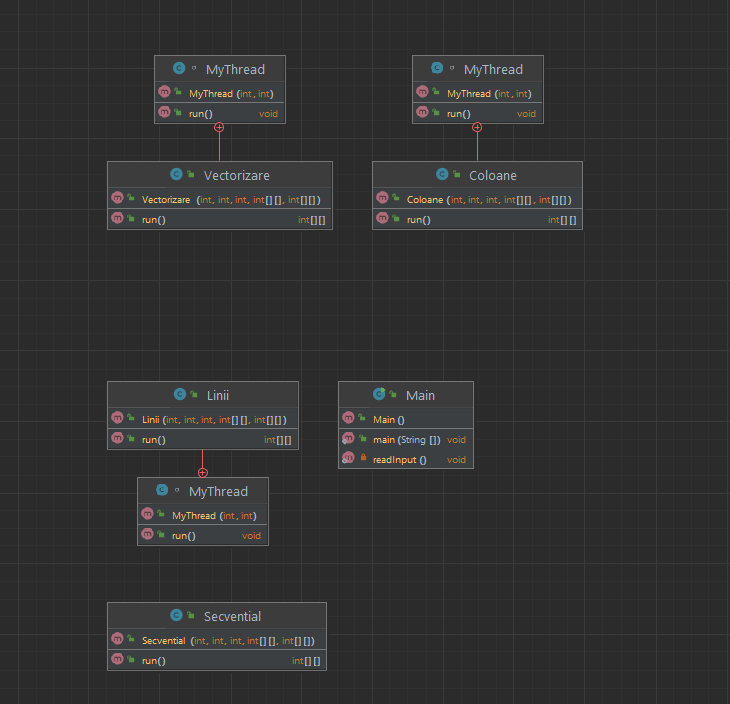 MyThread
MyThread (int, int)
run() void
MyThread
MyThread (int, int)
run() void
Vectorizare
Vectorizare (int, int, int, int[][], int[][])
run() int[][]
Coloane
Coloane (int, int, int, int[][], int[][])
run() int[][]
Linii
Linii (int, int, int, int[][], int[][])
run() int[][]
Main
Main ()
main (String []) void
readInput () void
MyThread
MyThread (int, int)
run() void
Secvential
Secvential (int, int, int, int[][], int[][])
run() int[][]